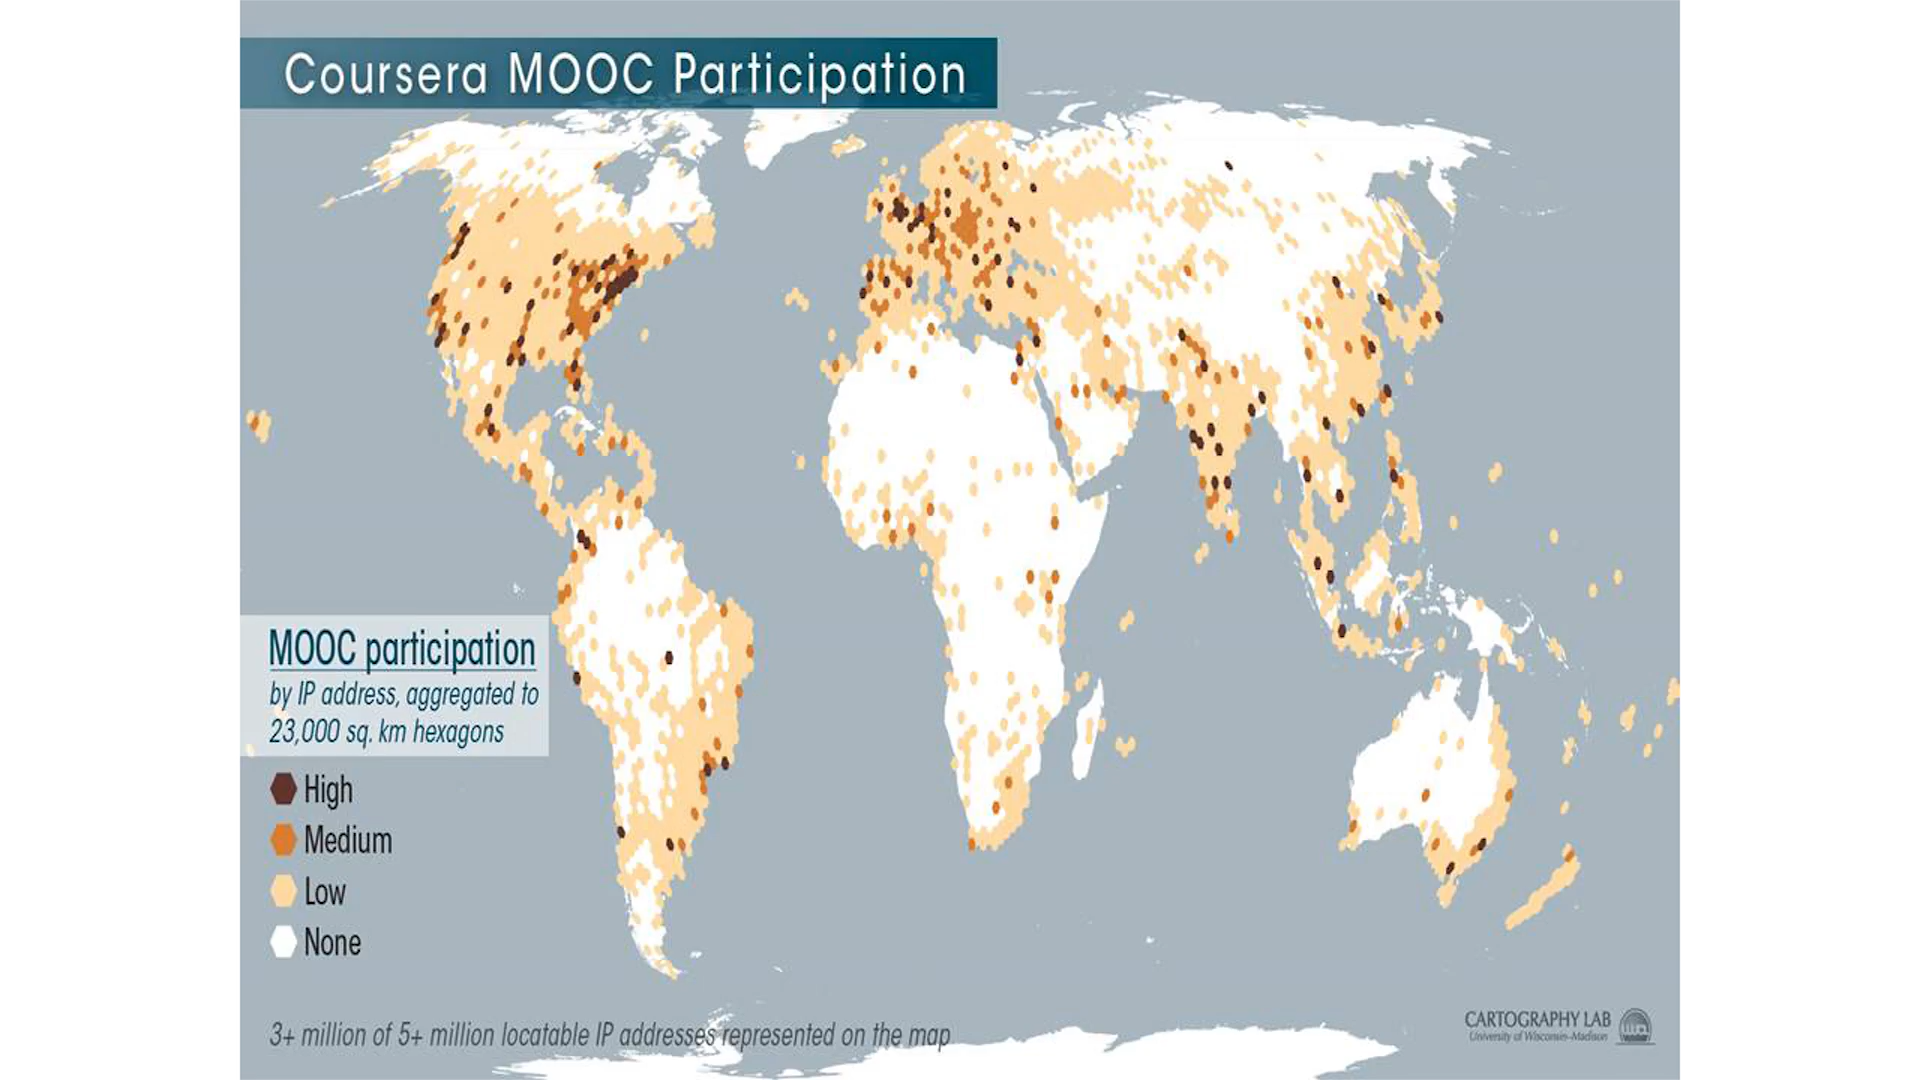 Coursera MOOC Participation
MOOC participation
by IP address, aggregated to
23,000 sq. km hexagons
High
Medium
Low
None
3+ million of 5+ million locatable IP addresses represented on the map
CARTOGRAPHY LAB
University of Wisconsin-Madison